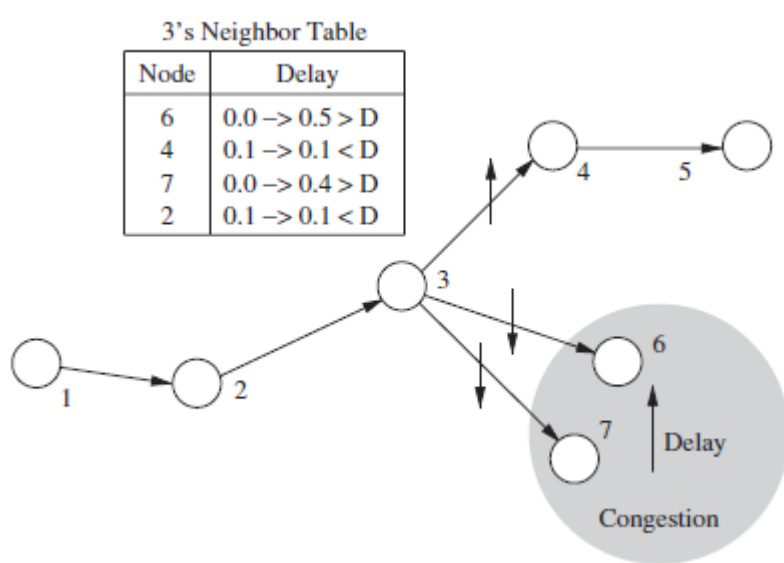 3's Neighbor Table
Node Delay
6 0.0 –> 0.5 > D
4 0.1 –> 0.1 < D
7 0.0 –> 0.4 > D
2 0.1 –> 0.1 < D
4
5
3
6
1
2
7
Delay
Congestion